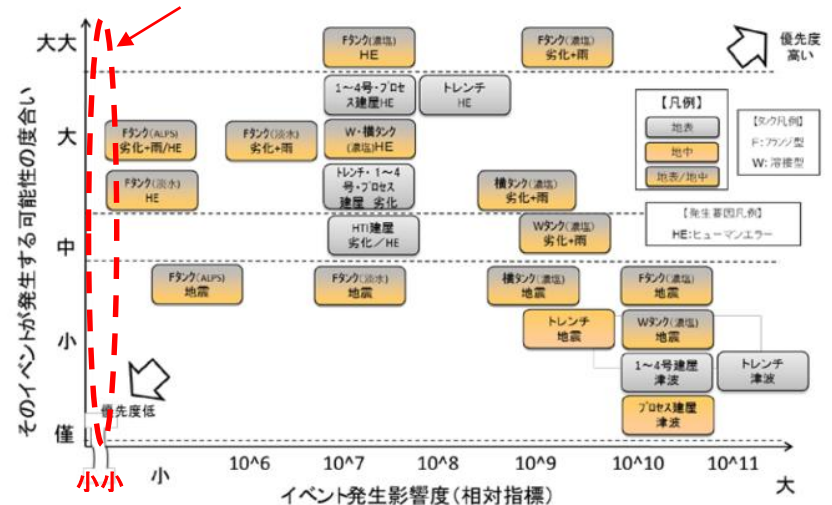 そのイベントが発生する可能性の度合い
大大
大
中
小
僅
Fタンク(濃塩)
HE
Fタンク(濃塩)
劣化+雨
優先度
高い
1～4号・プロセ
ス建屋HE
トレンチ
HE
Fタンク(ALPS)
劣化+雨/HE
Fタンク(淡水)
劣化+雨
W・横タンク
(濃塩)HE
【凡例】
地表
地中
地表/地中
【タンク凡例】
F:フランジ型
W:溶接型
Fタンク(淡水)
HE
トレンチ・1～4
号・プロセス
建屋 劣化
横タンク(濃塩)
劣化+雨
【発生要因凡例】
HE:ヒューマンエラー
HTI建屋
劣化/HE
Wタンク(濃塩)
劣化+雨
Fタンク(ALPS)
地震
Fタンク(淡水)
地震
横タンク(濃塩)
地震
Fタンク(濃塩)
地震
トレンチ
地震
Wタンク(濃塩)
地震
1～4号建屋
津波
トレンチ
津波
プロセス建屋
津波
優先度低
小小
小
10^6
10^7
10^8
10^9
10^10
10^11
大
イベント発生影響度(相対指標)